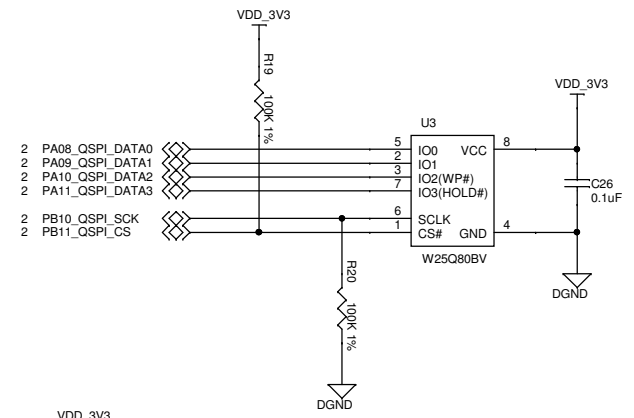 VDD_3V3
R19
100K 1%
VDD_3V3
U3
2 PA08_QSPI_DATA0 5 IO0 VCC 8
2 PA09_QSPI_DATA1 2 IO1
2 PA10_QSPI_DATA2 3 IO2(WP#)
2 PA11_QSPI_DATA3 7 IO3(HOLD#)
C26
0.1uF
2 PB10_QSPI_SCK 6 SCLK
2 PB11_QSPI_CS 1 CS# GND 4
W25Q80BV
R20
100K 1%
DGND
DGND
VDD_3V3